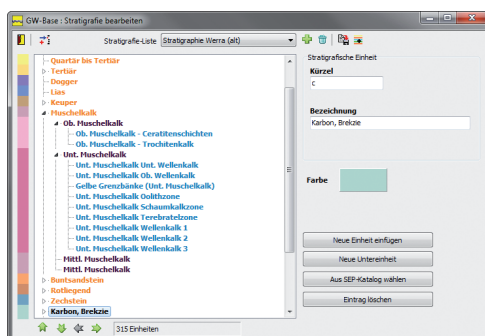 GW-Base : Stratigrafie bearbeiten
Stratigrafie-Liste Stratigraphie Werra (alt)
Quartär bis Tertiär
Tertiär
Dogger
Lias
Keuper
Muschelkalk
Ob. Muschelkalk
Ob. Muschelkalk - Ceratitenschichten
Ob. Muschelkalk - Trochitenkalk
Unt. Muschelkalk
Unt. Muschelkalk Unt. Wellenkalk
Unt. Muschelkalk Ob. Wellenkalk
Gelbe Grenzbänke (Unt. Muschelkalk)
Unt. Muschelkalk Oolithzone
Unt. Muschelkalk Schaumkalkzone
Unt. Muschelkalk Terebratelzone
Unt. Muschelkalk Wellenkalk 1
Unt. Muschelkalk Wellenkalk 2
Unt. Muschelkalk Wellenkalk 3
Mittl. Muschelkalk
Mittl. Muschelkalk
Buntsandstein
Rotliegend
Zechstein
Karbon, Brekzie
315 Einheiten
Stratigrafische Einheit
Kürzel
c
Bezeichnung
Karbon, Brekzie
Farbe
Neue Einheit einfügen
Neue Untereinheit
Aus SEP-Katalog wählen
Eintrag löschen